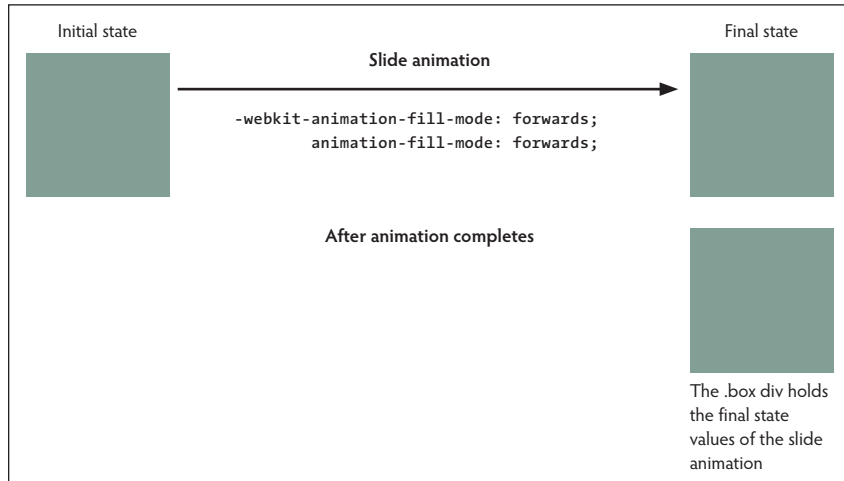 Initial state
Final state
Slide animation
-webkit-animation-fill-mode: forwards;
animation-fill-mode: forwards;
After animation completes
The .box div holds
the final state
values of the slide
animation